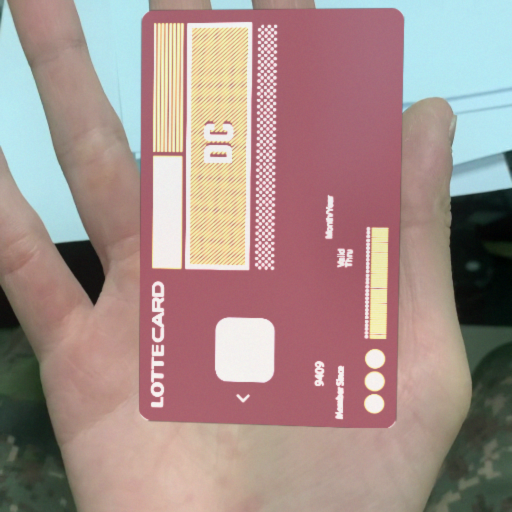 LOTTECARD
DC
9409
Member Since
Valid
Thru
Month/Year